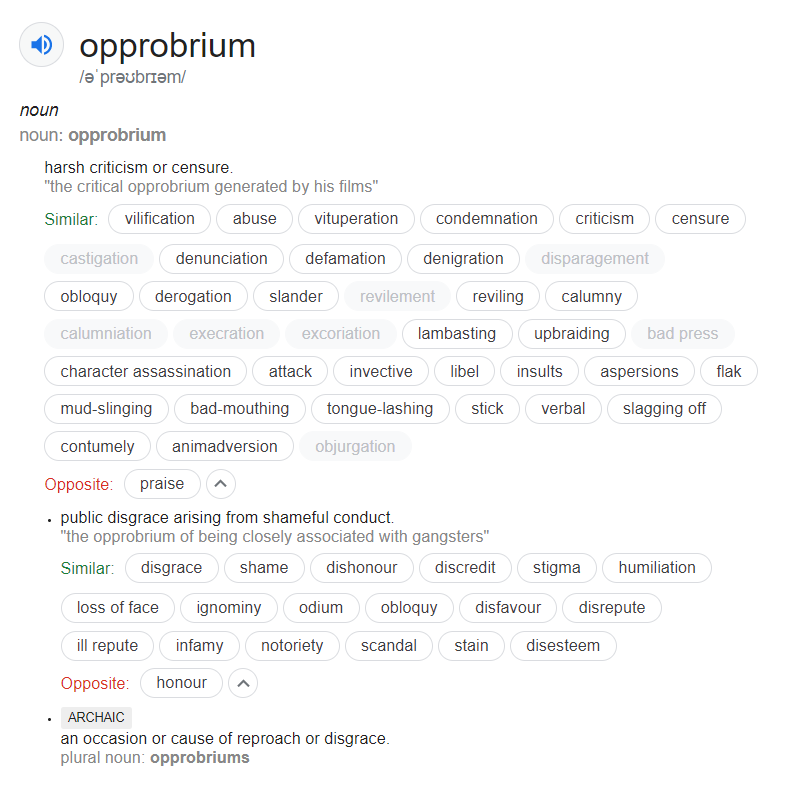 opprobrium
/əˈprəʊbrɪəm/
noun
noun: opprobrium
harsh criticism or censure.
"the critical opprobrium generated by his films"
Similar: vilification abuse vituperation condemnation criticism censure
castigation denunciation defamation denigration disparagement
obloquy derogation slander revilement reviling calumny
calumniation execration excoriation lambasting upbraiding bad press
character assassination attack invective libel insults aspersions flak
mud-slinging bad-mouthing tongue-lashing stick verbal slagging off
contumely animadversion objurgation
Opposite: praise
• public disgrace arising from shameful conduct.
"the opprobrium of being closely associated with gangsters"
Similar: disgrace shame dishonour discredit stigma humiliation
loss of face ignominy odium obloquy disfavour disrepute
ill repute infamy notoriety scandal stain disesteem
Opposite: honour
• ARCHAIC
an occasion or cause of reproach or disgrace.
plural noun: opprobriums